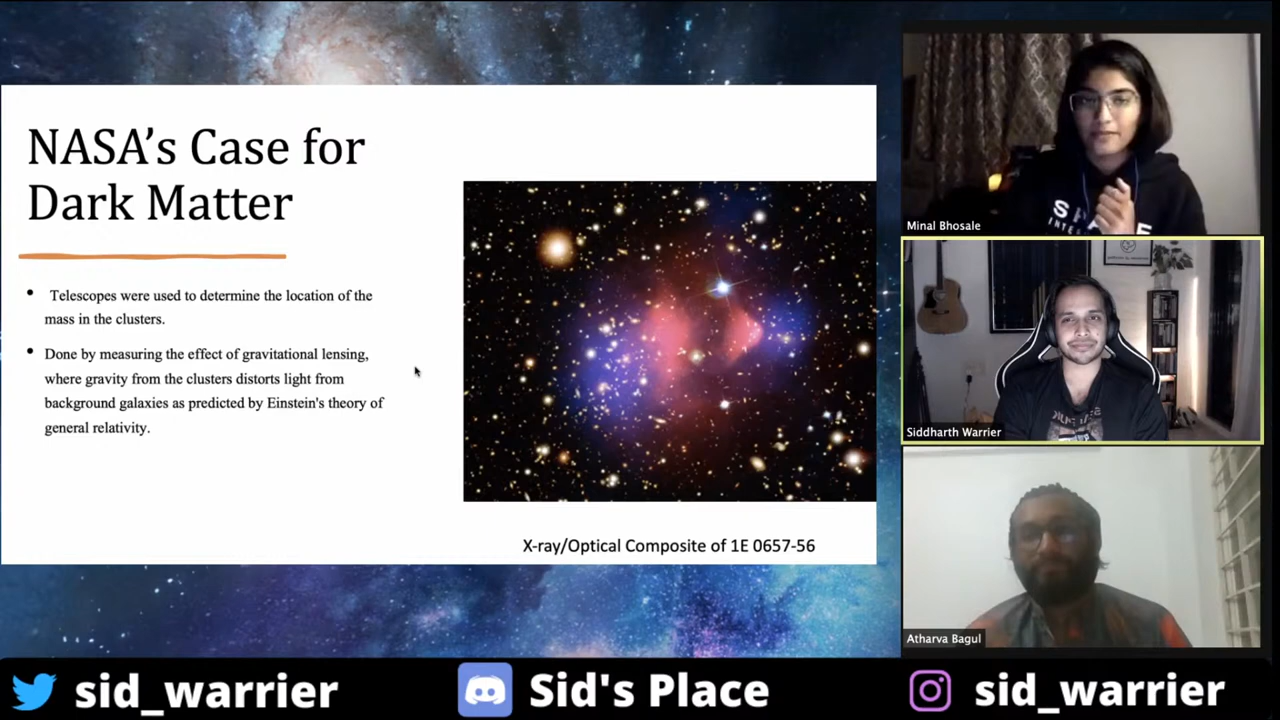 NASA's Case for
Dark Matter
• Telescopes were used to determine the location of the
mass in the clusters.
• Done by measuring the effect of gravitational lensing,
where gravity from the clusters distorts light from
background galaxies as predicted by Einstein's theory of
general relativity.
X-ray/Optical Composite of 1E 0657-56
Minal Bhosale
Siddharth Warrier
Atharva Bagul
sid_warrier
Sid's Place
sid_warrier